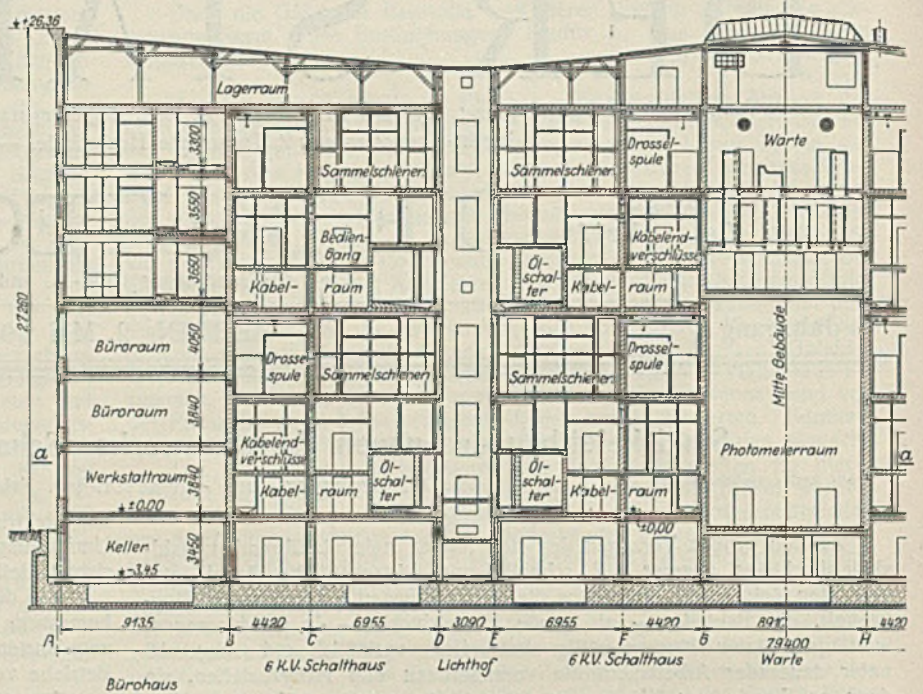 +26,36
Lagerraum
3300
Sammelschienen
Sammelschienen
Drossel-
spule
Warte
3550
Bedien-
gang
raum
Kabel-
3650
Öl-
schal-
ter
Kabel-
Kabelend-
verschlüsse
raum
27260
Büroraum
4050
Drossel-
spule
Sammelschienen
Sammelschienen
Drossel-
spule
Mitte Gebäude
Büroraum
3840
a
Werkstattraum
3840
±0,00
Kabelend-
verschlüsse
Kabel-
raum
Öl-
schal-
ter
Öl-
schal-
ter
Kabel-
raum
Photometerraum
a
±0,00
Keller
3450
-3,45
9135 4420 6955 3090 6955 4420 8910 4420
A B C D E F G H
79400
6 K.V. Schalthaus Lichthof 6 K.V. Schalthaus Warte
Bürohaus